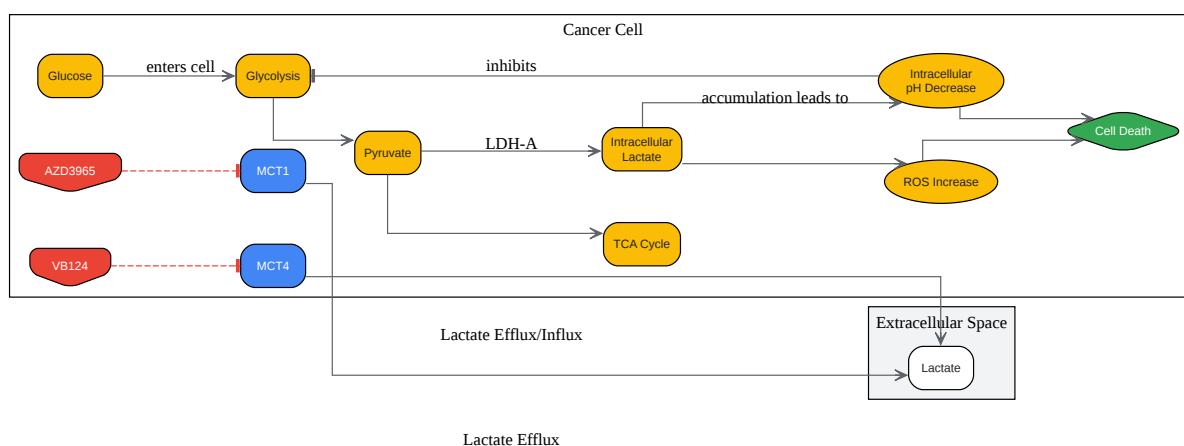 Cancer Cell
Glucose
enters cell
Glycolysis
inhibits
Intracellular
pH Decrease
accumulation leads to
Cell Death
Pyruvate
LDH-A
Intracellular
Lactate
AZD3965
MCT1
ROS Increase
TCA Cycle
VB124
MCT4
Extracellular Space
Lactate Efflux/Influx
Lactate
Lactate Efflux